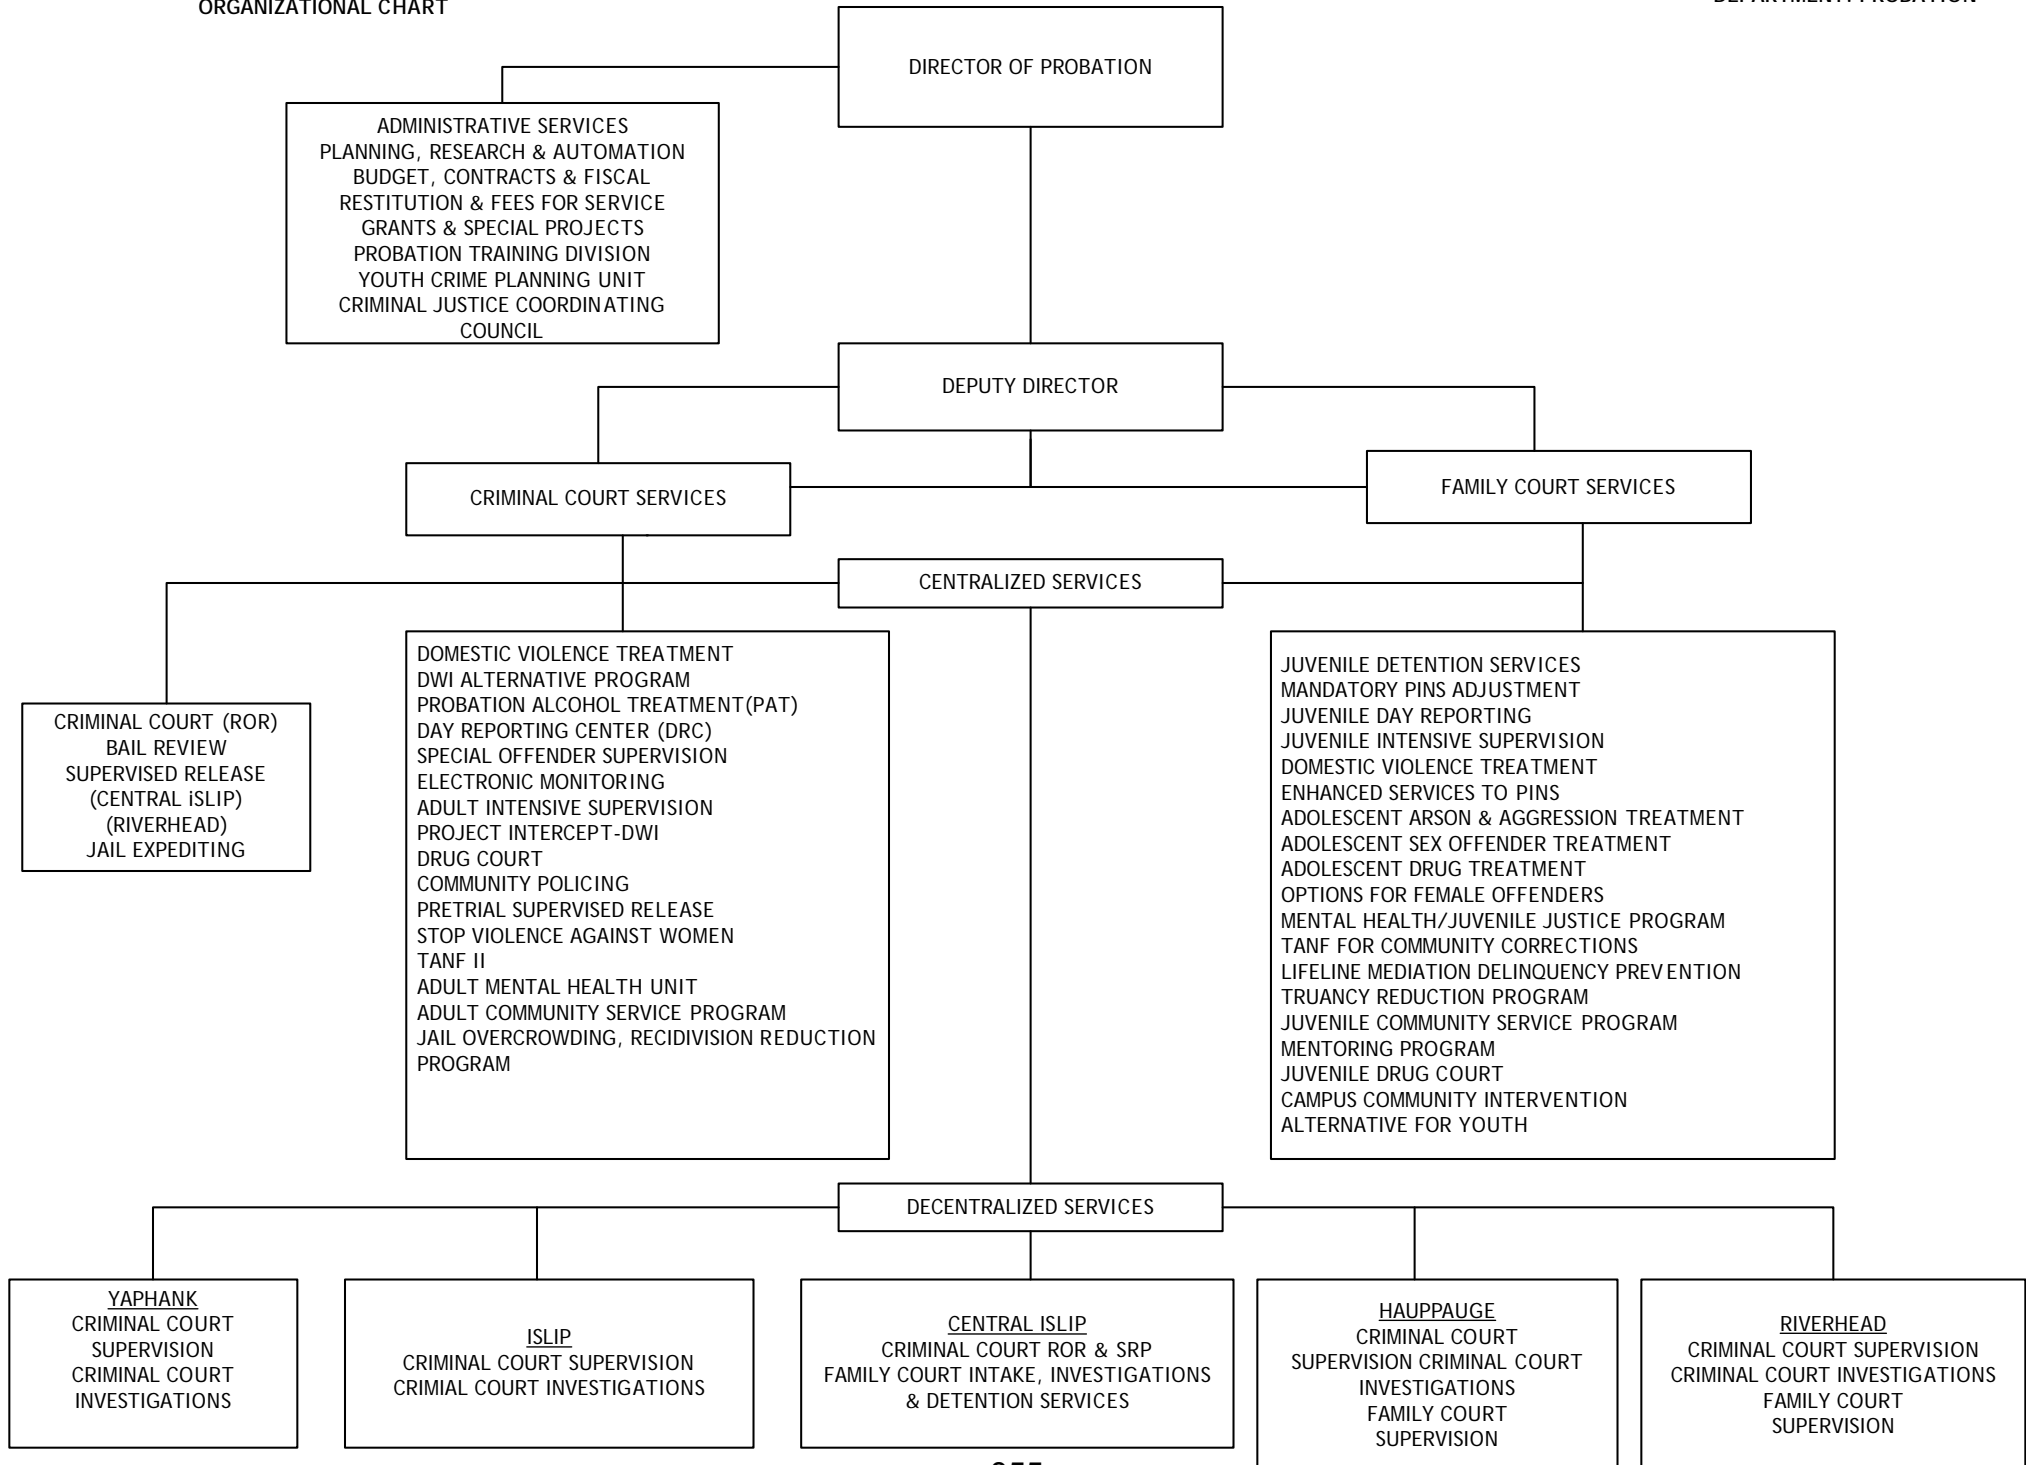 ORGANIZATIONAL CHART
DEPARTMENT: PROBATION
DIRECTOR OF PROBATION
ADMINISTRATIVE SERVICES
PLANNING, RESEARCH & AUTOMATION
BUDGET, CONTRACTS & FISCAL
RESTITUTION & FEES FOR SERVICE
GRANTS & SPECIAL PROJECTS
PROBATION TRAINING DIVISION
YOUTH CRIME PLANNING UNIT
CRIMINAL JUSTICE COORDINATING
COUNCIL
DEPUTY DIRECTOR
CRIMINAL COURT SERVICES
FAMILY COURT SERVICES
CENTRALIZED SERVICES
CRIMINAL COURT (ROR)
BAIL REVIEW
SUPERVISED RELEASE
(CENTRAL iSLIP)
(RIVERHEAD)
JAIL EXPEDITING
DOMESTIC VIOLENCE TREATMENT
DWI ALTERNATIVE PROGRAM
PROBATION ALCOHOL TREATMENT(PAT)
DAY REPORTING CENTER (DRC)
SPECIAL OFFENDER SUPERVISION
ELECTRONIC MONITORING
ADULT INTENSIVE SUPERVISION
PROJECT INTERCEPT-DWI
DRUG COURT
COMMUNITY POLICING
PRETRIAL SUPERVISED RELEASE
STOP VIOLENCE AGAINST WOMEN
TANF II
ADULT MENTAL HEALTH UNIT
ADULT COMMUNITY SERVICE PROGRAM
JAIL OVERCROWDING, RECIDIVISION REDUCTION
PROGRAM
JUVENILE DETENTION SERVICES
MANDATORY PINS ADJUSTMENT
JUVENILE DAY REPORTING
JUVENILE INTENSIVE SUPERVISION
DOMESTIC VIOLENCE TREATMENT
ENHANCED SERVICES TO PINS
ADOLESCENT ARSON & AGGRESSION TREATMENT
ADOLESCENT SEX OFFENDER TREATMENT
ADOLESCENT DRUG TREATMENT
OPTIONS FOR FEMALE OFFENDERS
MENTAL HEALTH/JUVENILE JUSTICE PROGRAM
TANF FOR COMMUNITY CORRECTIONS
LIFELINE MEDIATION DELINQUENCY PREVENTION
TRUANCY REDUCTION PROGRAM
JUVENILE COMMUNITY SERVICE PROGRAM
MENTORING PROGRAM
JUVENILE DRUG COURT
CAMPUS COMMUNITY INTERVENTION
ALTERNATIVE FOR YOUTH
DECENTRALIZED SERVICES
YAPHANK
CRIMINAL COURT
SUPERVISION
CRIMINAL COURT
INVESTIGATIONS
ISLIP
CRIMINAL COURT SUPERVISION
CRIMIAL COURT INVESTIGATIONS
CENTRAL ISLIP
CRIMINAL COURT ROR & SRP
FAMILY COURT INTAKE, INVESTIGATIONS
& DETENTION SERVICES
HAUPPAUGE
CRIMINAL COURT
SUPERVISION CRIMINAL COURT
INVESTIGATIONS
FAMILY COURT
SUPERVISION
RIVERHEAD
CRIMINAL COURT SUPERVISION
CRIMINAL COURT INVESTIGATIONS
FAMILY COURT
SUPERVISION